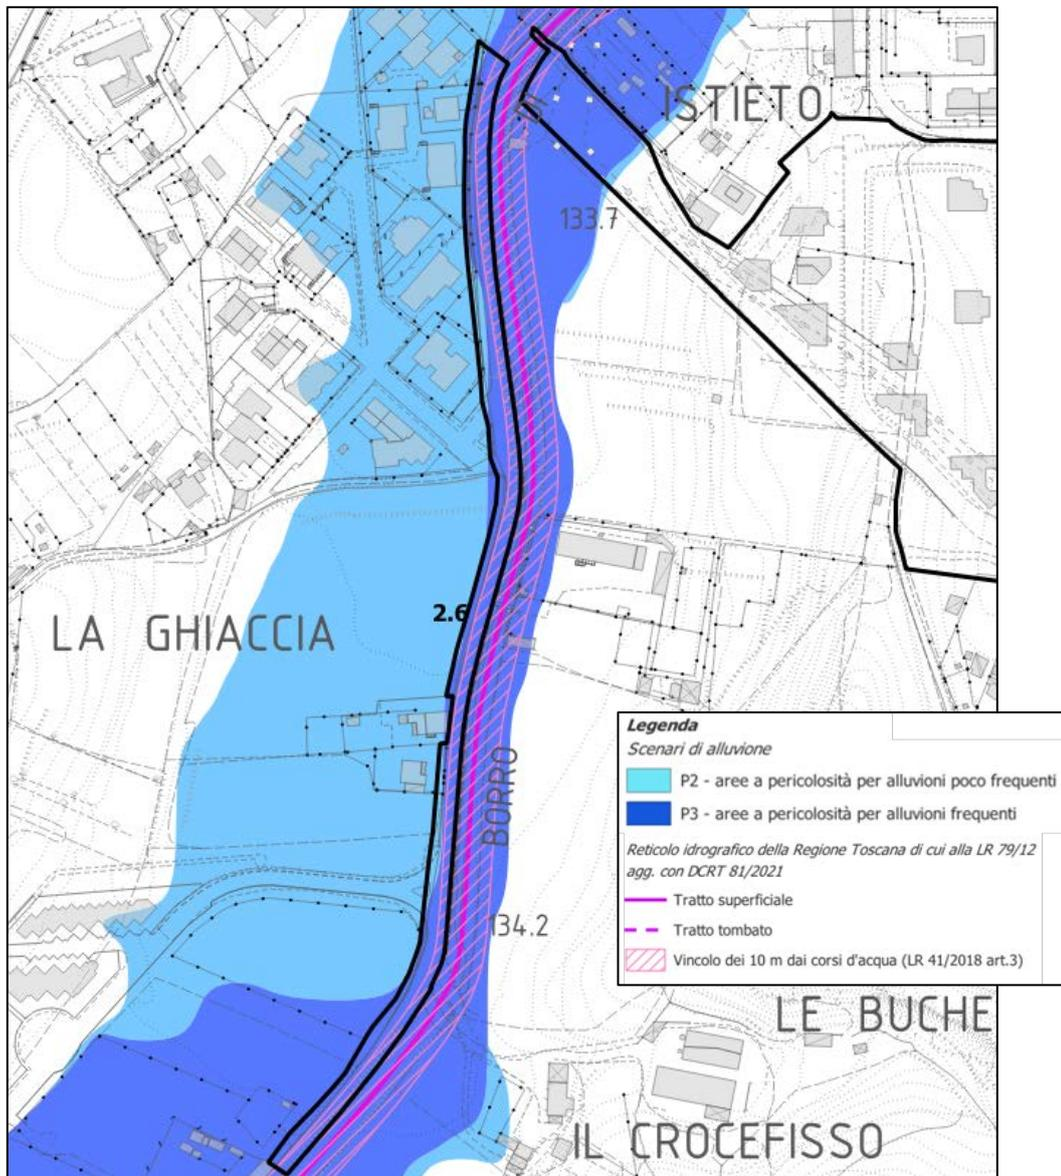 ISTIETO
133.7
2.6
LA GHIACCIA
BORRO
134.2
Legenda
Scenari di alluvione
P2 - aree a pericolosità per alluvioni poco frequenti
P3 - aree a pericolosità per alluvioni frequenti
Reticolo idrografico della Regione Toscana di cui alla LR 79/12
agg. con DCRT 81/2021
Tratto superficiale
Tratto tombato
Vincolo dei 10 m dai corsi d'acqua (LR 41/2018 art.3)
LE BUCHE
IL CROCEFISSO